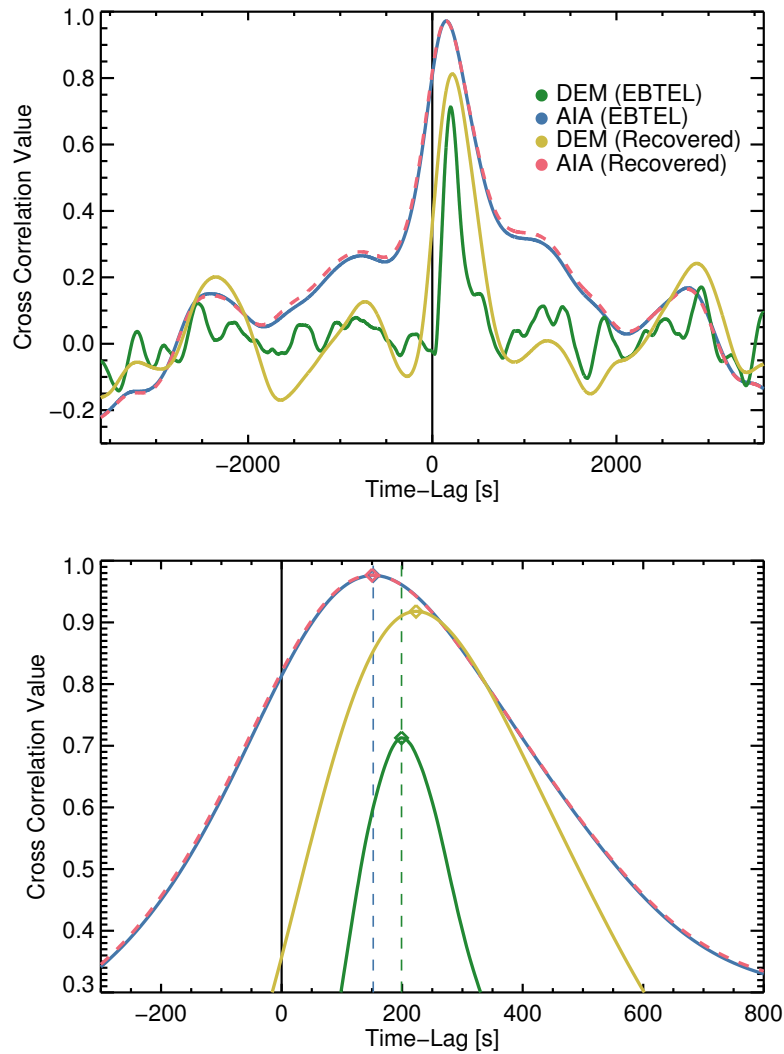 1.0
0.8
0.6
0.4
0.2
0.0
−0.2
Cross Correlation Value
DEM (EBTEL)
AIA (EBTEL)
DEM (Recovered)
AIA (Recovered)
−2000 0 2000
Time−Lag [s]
1.0
0.9
0.8
0.7
0.6
0.5
0.4
0.3
Cross Correlation Value
−200 0 200 400 600 800
Time−Lag [s]